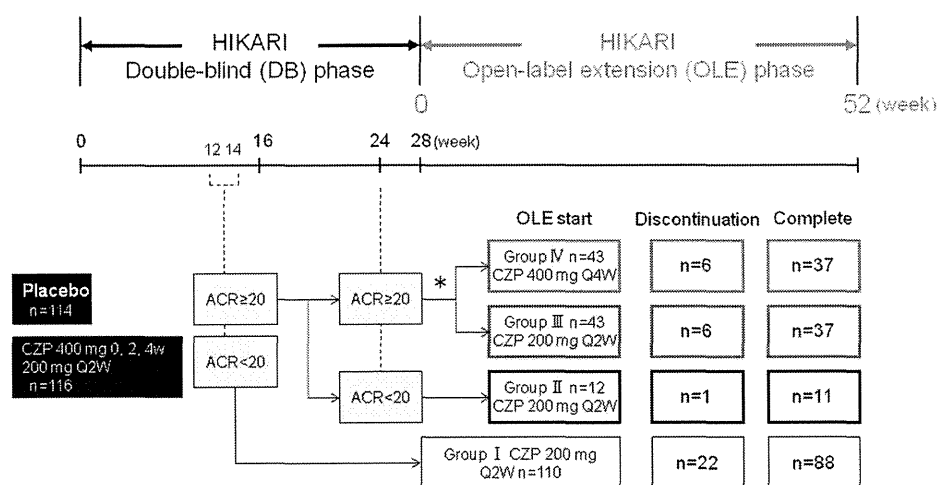 HIKARI
Double-blind (DB) phase
HIKARI
Open-label extension (OLE) phase
0
52 (week)
0
12 14
16
24
28 (week)
OLE start
Discontinuation
Complete
Placebo
n=114
CZP 400 mg 0, 2, 4w
200 mg Q2W
n=116
ACR≥20
ACR<20
ACR≥20
*
ACR<20
Group Ⅳ n=43
CZP 400 mg Q4W
n=6
n=37
Group Ⅲ n=43
CZP 200 mg Q2W
n=6
n=37
Group Ⅱ n=12
CZP 200 mg Q2W
n=1
n=11
Group Ⅰ CZP 200 mg
Q2W n=110
n=22
n=88